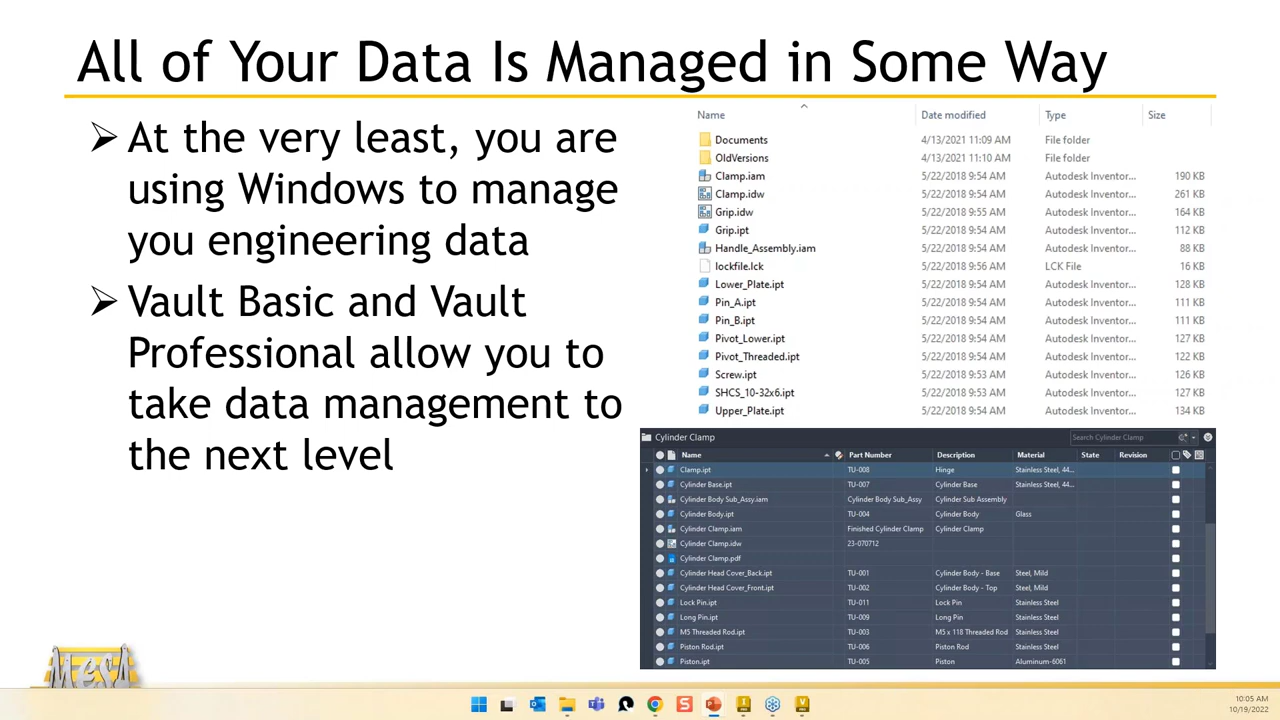 All of Your Data Is Managed in Some Way
➢ At the very least, you are
using Windows to manage
you engineering data
➢ Vault Basic and Vault
Professional allow you to
take data management to
the next level
Name Date modified Type Size
Documents 4/13/2021 11:09 AM File folder
OldVersions 4/13/2021 11:10 AM File folder
Clamp.iam 5/22/2018 9:54 AM Autodesk Inventor... 190 KB
Clamp.idw 5/22/2018 9:54 AM Autodesk Inventor... 261 KB
Grip.idw 5/22/2018 9:55 AM Autodesk Inventor... 164 KB
Grip.ipt 5/22/2018 9:54 AM Autodesk Inventor... 112 KB
Handle_Assembly.iam 5/22/2018 9:54 AM Autodesk Inventor... 88 KB
lockfile.lck 5/22/2018 9:56 AM LCK File 16 KB
Lower_Plate.ipt 5/22/2018 9:54 AM Autodesk Inventor... 128 KB
Pin_A.ipt 5/22/2018 9:54 AM Autodesk Inventor... 111 KB
Pin_B.ipt 5/22/2018 9:54 AM Autodesk Inventor... 111 KB
Pivot_Lower.ipt 5/22/2018 9:54 AM Autodesk Inventor... 127 KB
Pivot_Threaded.ipt 5/22/2018 9:54 AM Autodesk Inventor... 122 KB
Screw.ipt 5/22/2018 9:53 AM Autodesk Inventor... 126 KB
SHCS_10-32x6.ipt 5/22/2018 9:53 AM Autodesk Inventor... 127 KB
Upper_Plate.ipt 5/22/2018 9:54 AM Autodesk Inventor... 134 KB
Cylinder Clamp Search Cylinder Clamp
Name Part Number Description Material State Revision
Clamp.ipt TU-008 Hinge Stainless Steel, 44...
Cylinder Base.ipt TU-007 Cylinder Base Stainless Steel, 44...
Cylinder Body Sub_Assy.iam Cylinder Body Sub_Assy Cylinder Sub Assembly
Cylinder Body.ipt TU-004 Cylinder Body Glass
Cylinder Clamp.iam Finished Cylinder Clamp Cylinder Clamp
Cylinder Clamp.idw 23-070712
Cylinder Clamp.pdf
Cylinder Head Cover_Back.ipt TU-001 Cylinder Body - Base Steel, Mild
Cylinder Head Cover_Front.ipt TU-002 Cylinder Body - Top Steel, Mild
Lock Pin.ipt TU-011 Lock Pin Stainless Steel
Long Pin.ipt TU-009 Long Pin Stainless Steel
M5 Threaded Rod.ipt TU-003 M5 x 118 Threaded Rod Stainless Steel
Piston Rod.ipt TU-006 Piston Rod Stainless Steel
Piston.ipt TU-005 Piston Aluminum-6061
MESA
10:05 AM
10/19/2022